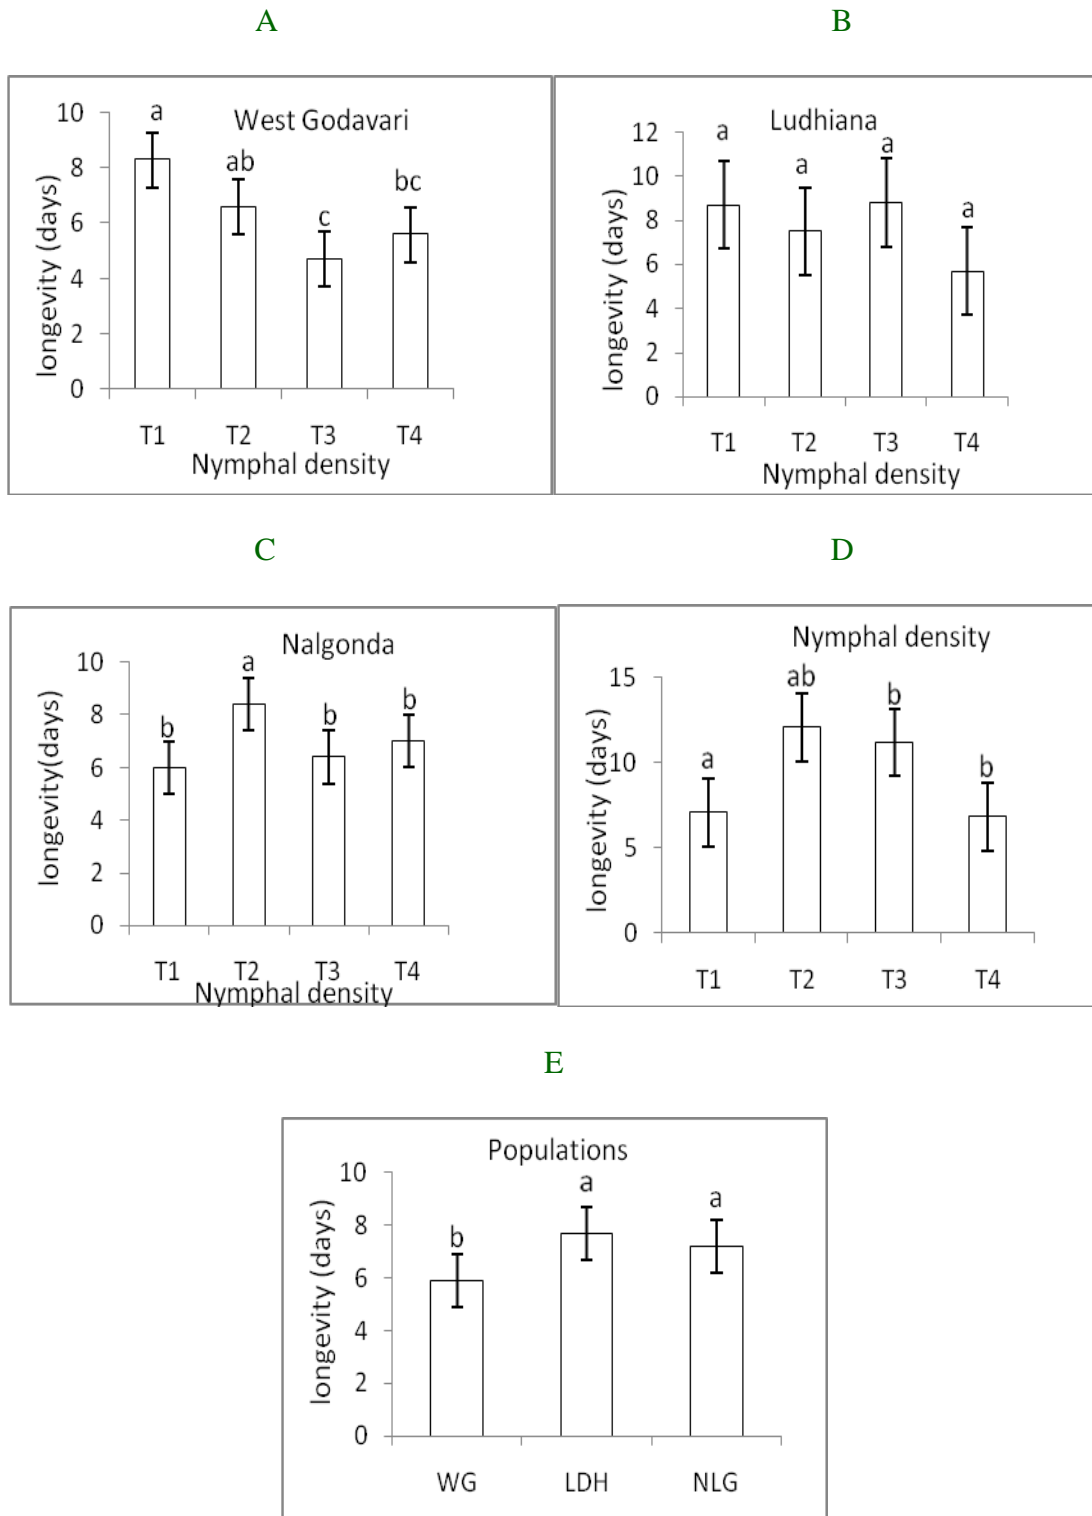 A
B
West Godavari
longevity (days)
10
8
6
4
2
0
a
ab
c
bc
T1 T2 T3 T4
Nymphal density
Ludhiana
longevity (days)
12
10
8
6
4
2
0
a
a
a
a
T1 T2 T3 T4
Nymphal density
C
D
Nalgonda
longevity(days)
10
8
6
4
2
0
b
a
b
b
T1 T2 T3 T4
Nymphal density
Nymphal density
longevity (days)
15
10
5
0
a
ab
b
b
T1 T2 T3 T4
E
Populations
longevity (days)
10
8
6
4
2
0
b
a
a
WG LDH NLG